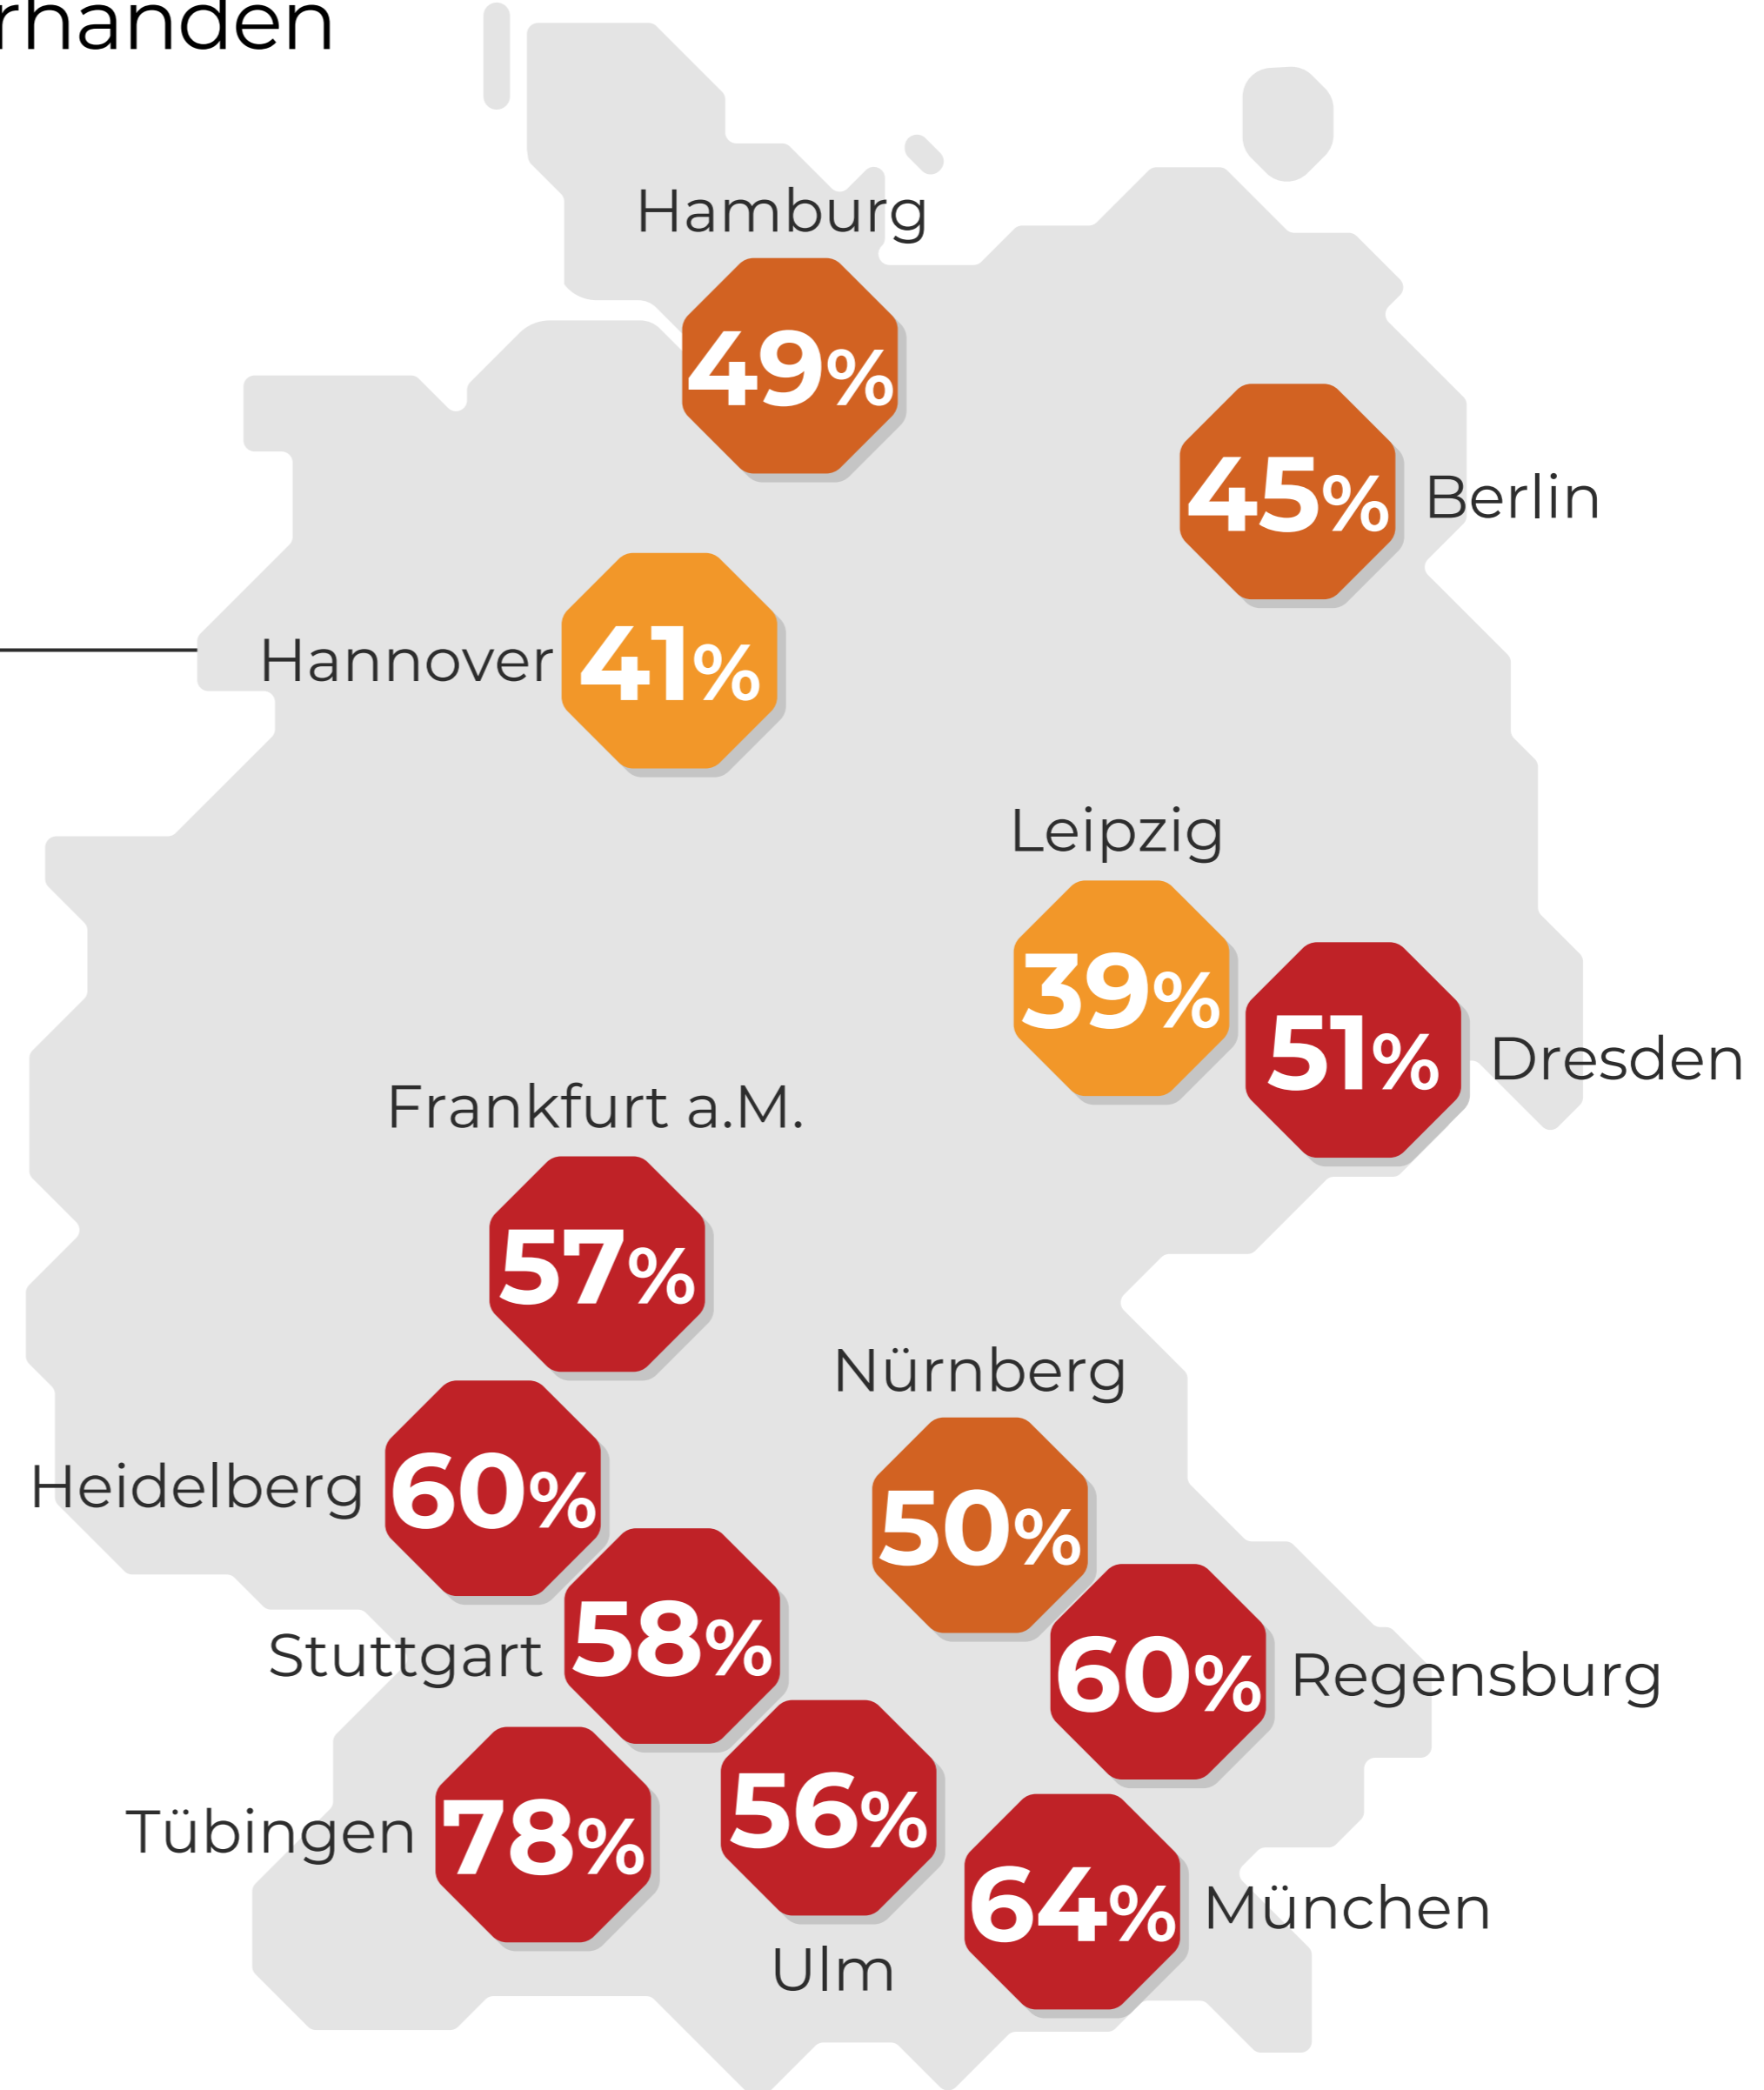 Hamburg
49%
45%
Berlin
Hannover
41%
Leipzig
39%
51%
Dresden
Frankfurt a.M.
57%
Nürnberg
Heidelberg
60%
50%
Stuttgart
58%
60%
Regensburg
Tübingen
78%
56%
64%
München
Ulm